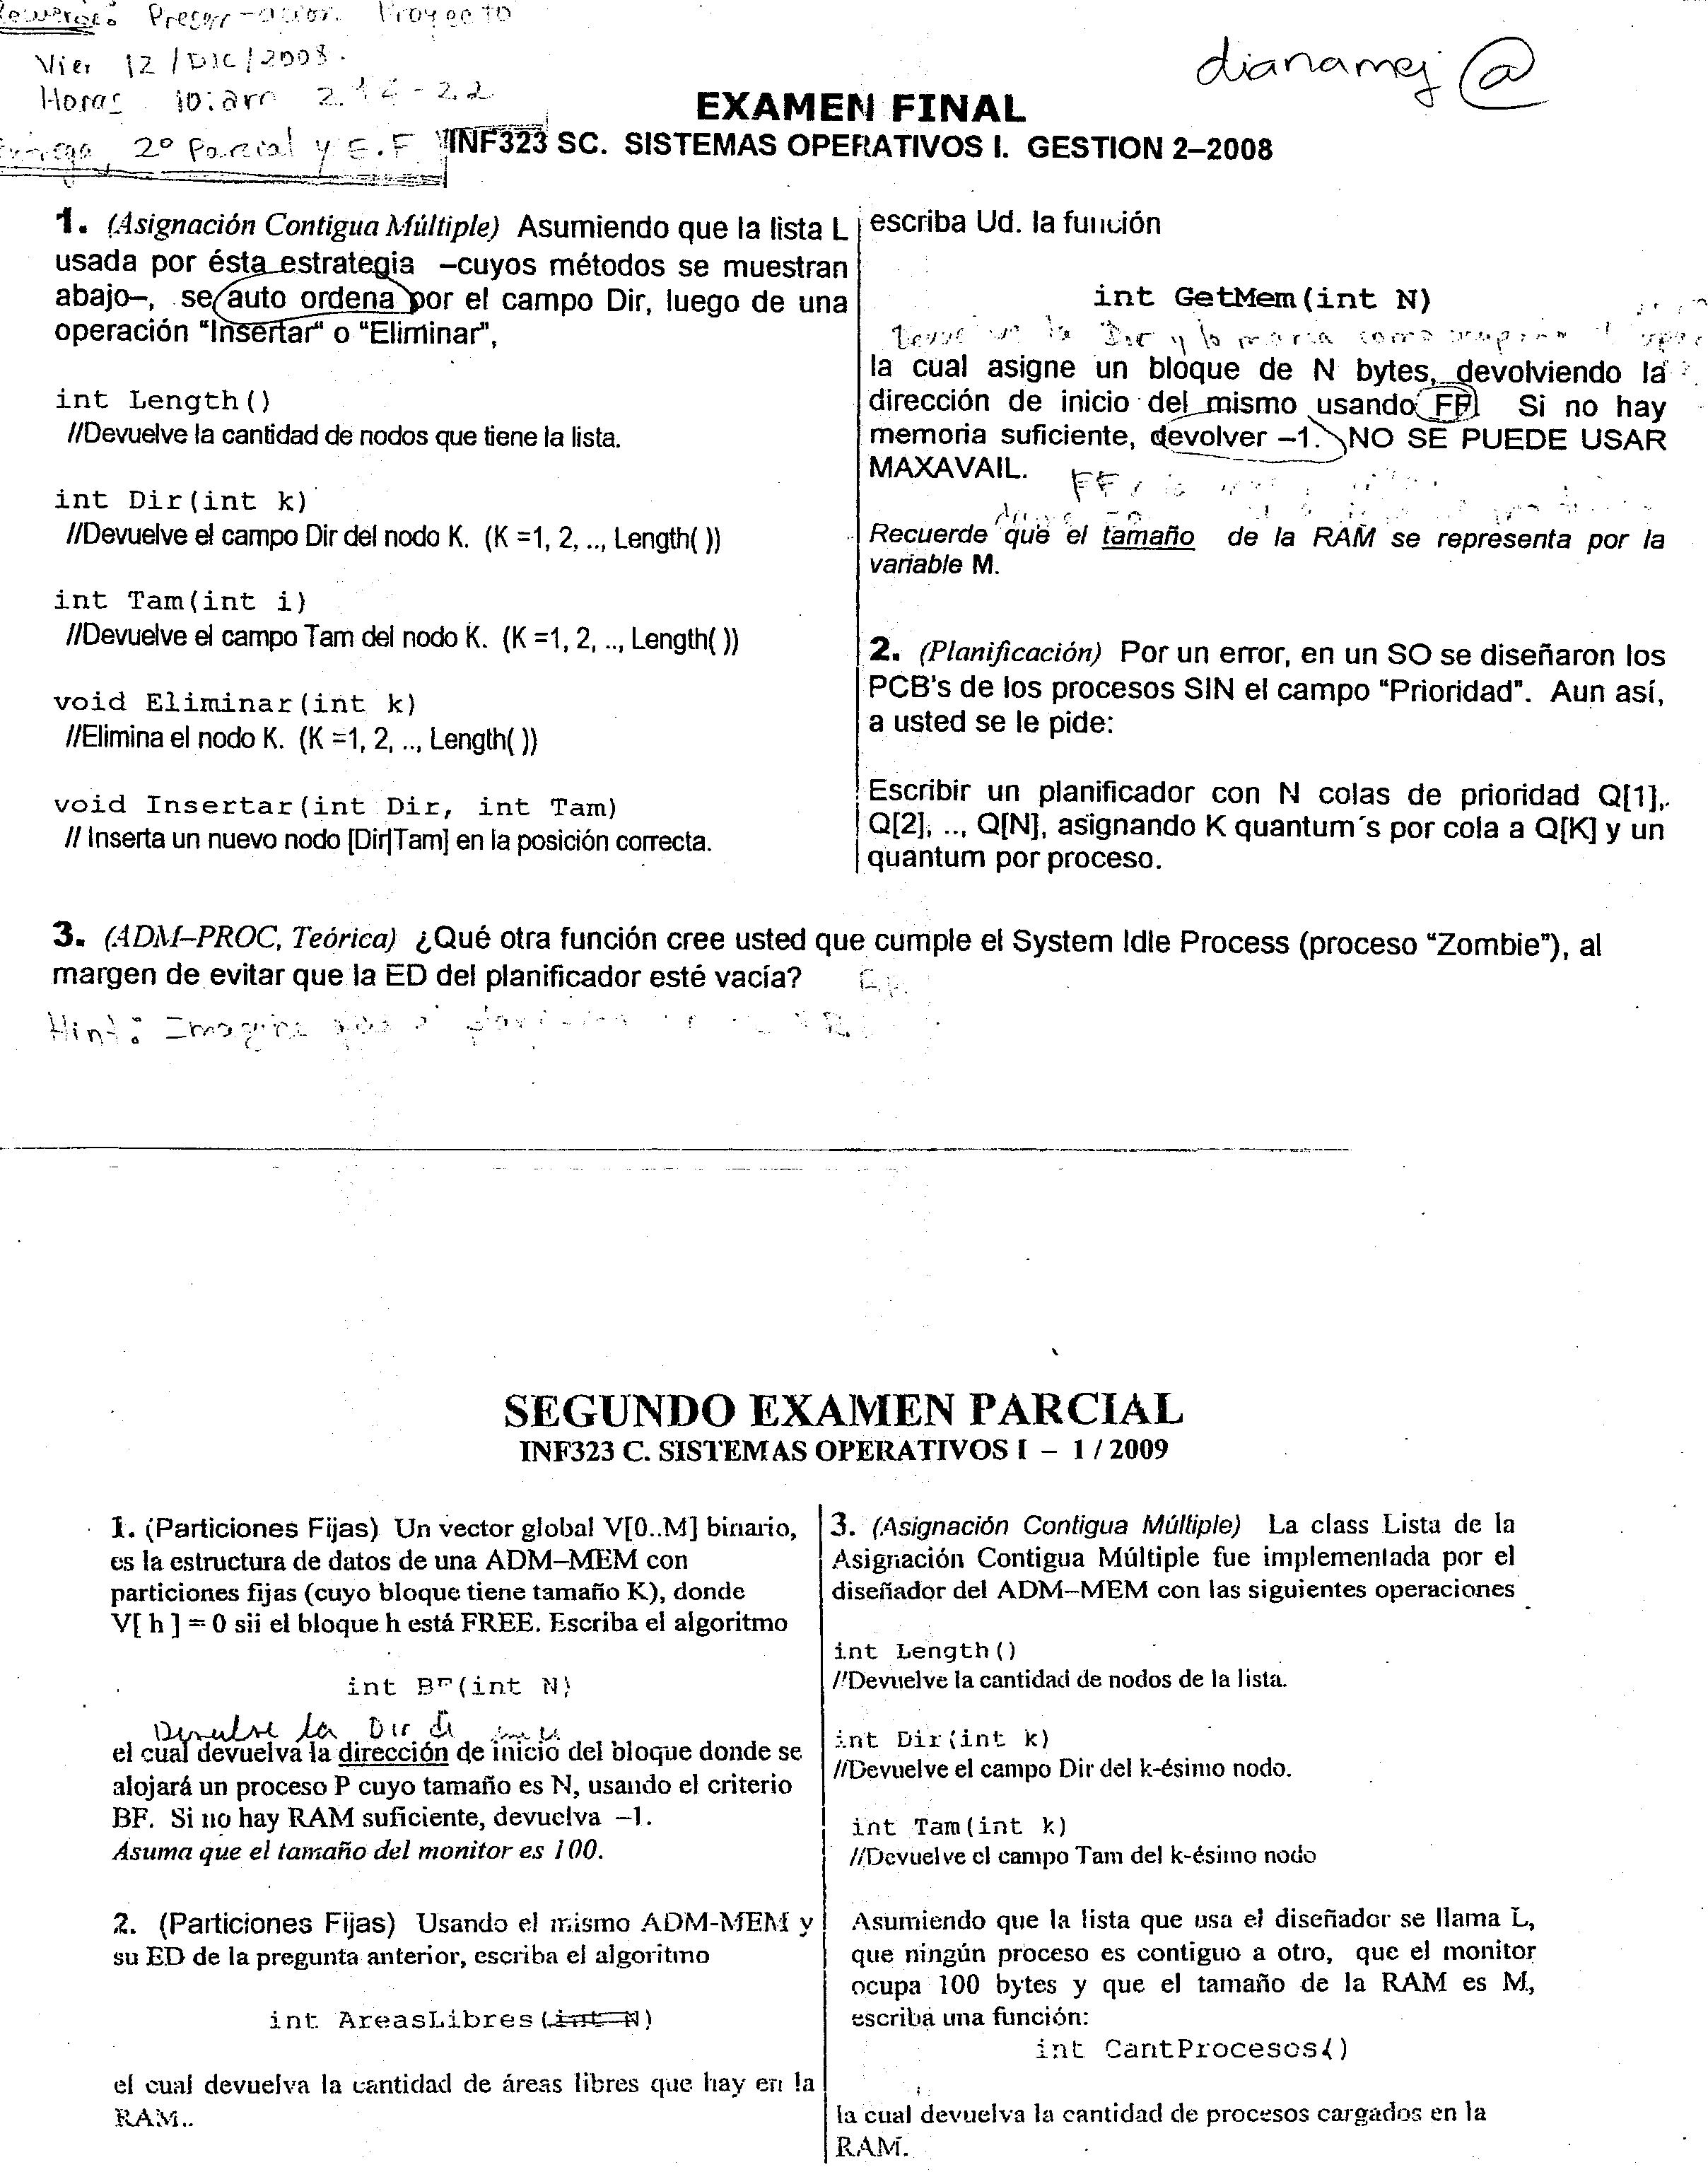 Vier 12/DIC/2008.
Horas 10:am 2.12-22
2º Parcial y E.F.
dianamej @
EXAMEN FINAL
INF323 SC. SISTEMAS OPERATIVOS I. GESTION 2–2008
1. (Asignación Contigua Múltiple) Asumiendo que la lista L
usada por ésta estrategia –cuyos métodos se muestran
abajo–, se auto ordena por el campo Dir, luego de una
operación “Insertar” o “Eliminar”,
int Length()
//Devuelve la cantidad de nodos que tiene la lista.
int Dir(int k)
//Devuelve el campo Dir del nodo K. (K =1, 2, .., Length( ))
int Tam(int i)
//Devuelve el campo Tam del nodo K. (K =1, 2, .., Length( ))
void Eliminar(int k)
//Elimina el nodo K. (K =1, 2, .., Length( ))
void Insertar(int Dir, int Tam)
// Inserta un nuevo nodo [Dir|Tam] en la posición correcta.
escriba Ud. la función
int GetMem(int N)
la Dir y lo marca como
la cual asigne un bloque de N bytes, devolviendo la
dirección de inicio del mismo usando FF. Si no hay
memoria suficiente, devolver –1. NO SE PUEDE USAR
MAXAVAIL.
FF
Recuerde que el tamaño de la RAM se representa por la
variable M.
2. (Planificación) Por un error, en un SO se diseñaron los
PCB's de los procesos SIN el campo “Prioridad”. Aun así,
a usted se le pide:
Escribir un planificador con N colas de prioridad Q[1],
Q[2], .., Q[N], asignando K quantum´s por cola a Q[K] y un
quantum por proceso.
3. (ADM–PROC, Teórica) ¿Qué otra función cree usted que cumple el System Idle Process (proceso “Zombie”), al
margen de evitar que la ED del planificador esté vacía?
Hint: Imagine que
SEGUNDO EXAMEN PARCIAL
INF323 C. SISTEMAS OPERATIVOS I – 1 / 2009
1. (Particiones Fijas) Un vector global V[0..M] binario,
es la estructura de datos de una ADM–MEM con
particiones fijas (cuyo bloque tiene tamaño K), donde
V[ h ] = 0 sii el bloque h está FREE. Escriba el algoritmo
int BF(int N)
Devuelve la Dir de
el cual devuelva la dirección de inicio del bloque donde se
alojará un proceso P cuyo tamaño es N, usando el criterio
BF. Si no hay RAM suficiente, devuelva –1.
Asuma que el tamaño del monitor es 100.
2. (Particiones Fijas) Usando el mismo ADM-MEM y
su ED de la pregunta anterior, escriba el algoritmo
int AreasLibres(int N)
el cual devuelva la cantidad de áreas libres que hay en la
RAM..
3. (Asignación Contigua Múltiple) La class Lista de la
Asignación Contigua Múltiple fue implementada por el
diseñador del ADM–MEM con las siguientes operaciones
int Length()
//Devuelve la cantidad de nodos de la lista.
int Dir(int k)
//Devuelve el campo Dir del k-ésimo nodo.
int Tam(int k)
//Devuelve el campo Tam del k-ésimo nodo
Asumiendo que la lista que usa el diseñador se llama L,
que ningún proceso es contiguo a otro, que el monitor
ocupa 100 bytes y que el tamaño de la RAM es M,
escriba una función:
int CantProcesos()
la cual devuelva la cantidad de procesos cargados en la
RAM.